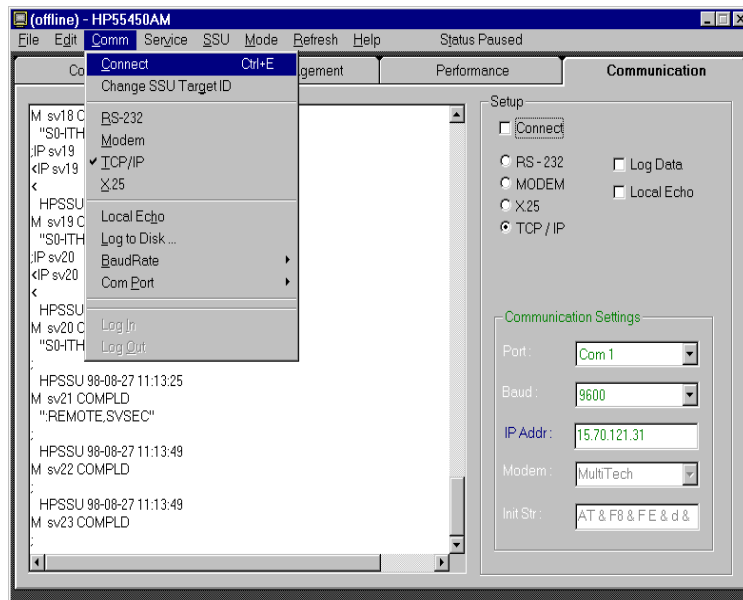 (offline) - HP55450AM
File Edit Comm Service SSU Mode Refresh Help Status Paused
Co
gement
Performance
Communication
Connect Ctrl+E
Change SSU Target ID
RS-232
Modem
TCP/IP
X.25
Local Echo
Log to Disk ...
BaudRate
Com Port
Log In
Log Out
M sv18 C
"S0-ITH
;IP sv19
<IP sv19
<
HPSSU
M sv19 C
"S0-ITH
;IP sv20
<IP sv20
<
HPSSU
M sv20 C
"S0-ITH
;
HPSSU 98-08-27 11:13:25
M sv21 COMPLD
":REMOTE,SVSEC"
;
HPSSU 98-08-27 11:13:49
M sv22 COMPLD
;
HPSSU 98-08-27 11:13:49
M sv23 COMPLD
;
Setup
Connect
RS - 232
MODEM
X.25
TCP / IP
Log Data
Local Echo
Communication Settings
Port : Com 1
Baud : 9600
IP Addr : 15.70.121.31
Modem : MultiTech
Init Str : AT & F8 & F E & d &